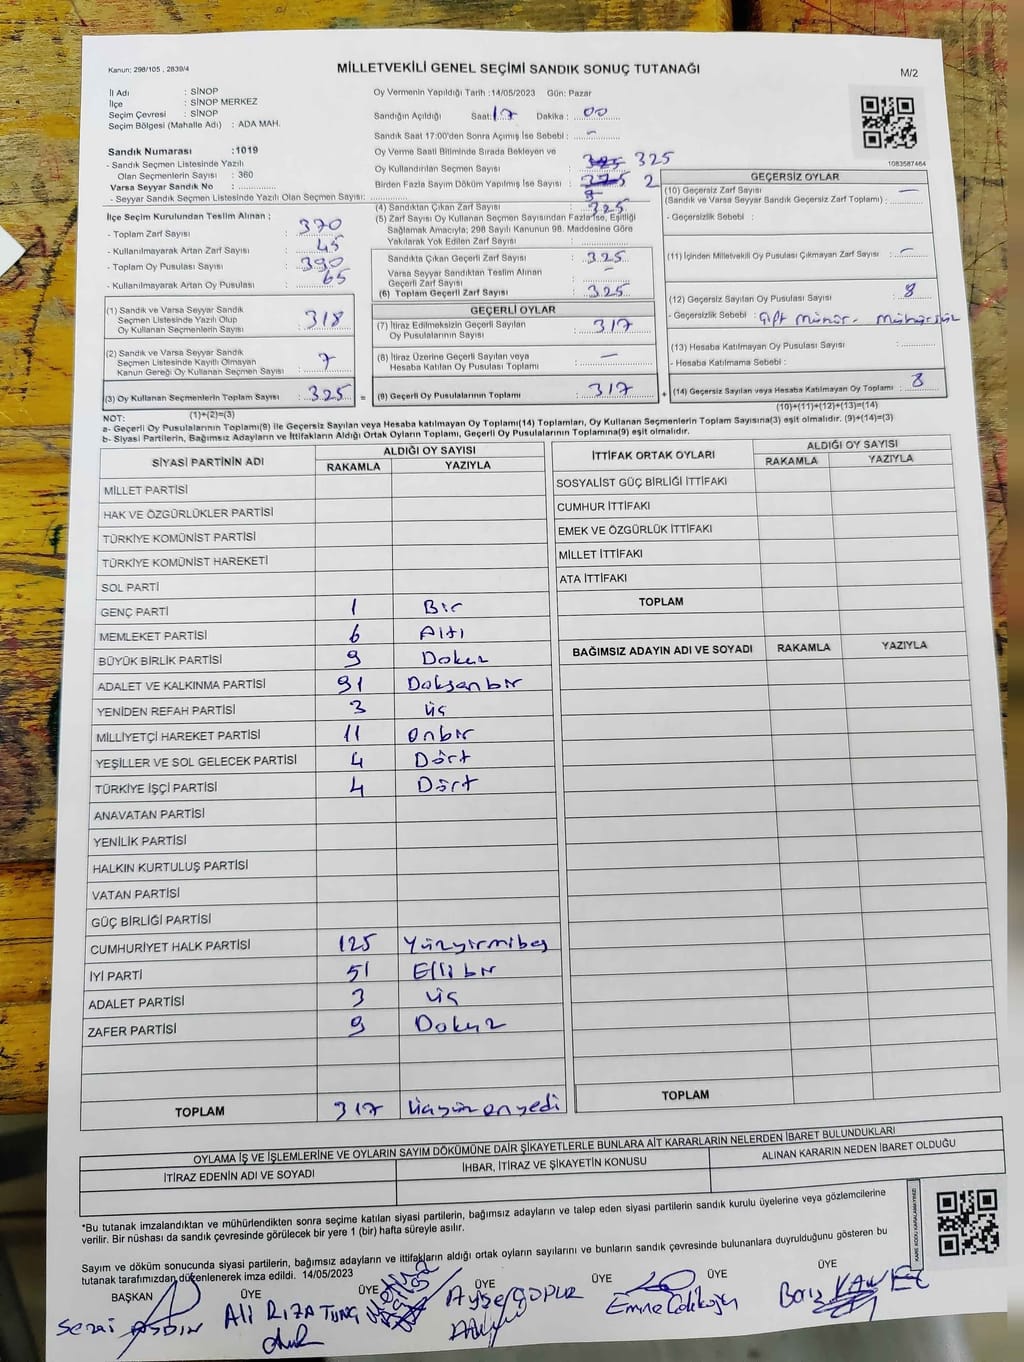 Kanun; 298/105 , 2839/4
MİLLETVEKİLİ GENEL SEÇİMİ SANDIK SONUÇ TUTANAĞI
M/2
İl Adı : SİNOP
İlçe : SİNOP MERKEZ
Seçim Çevresi : SİNOP
Seçim Bölgesi (Mahalle Adı) : ADA MAH.
Sandık Numarası :1019
- Sandık Seçmen Listesinde Yazılı
Olan Seçmenlerin Sayısı : 360
Varsa Seyyar Sandık No : ..............
- Seyyar Sandık Seçmen Listesinde Yazılı Olan Seçmen Sayısı:
İlçe Seçim Kurulundan Teslim Alınan ;
- Toplam Zarf Sayısı : 370
- Kullanılmayarak Artan Zarf Sayısı : 45
- Toplam Oy Pusulası Sayısı : 390
- Kullanılmayarak Artan Oy Pusulası : 65
(1) Sandık ve Varsa Seyyar Sandık
Seçmen Listesinde Yazılı Olup
Oy Kullanan Seçmenlerin Sayısı : 318
(2) Sandık ve Varsa Seyyar Sandık
Seçmen Listesinde Kayıtlı Olmayan
Kanun Gereği Oy Kullanan Seçmen Sayısı : 7
(3) Oy Kullanan Seçmenlerin Toplam Sayısı : 325 =
(1)+(2)=(3)
Oy Vermenin Yapıldığı Tarih :14/05/2023 Gün: Pazar
Sandığın Açıldığı Saat: 17 Dakika : 00
Sandık Saat 17:00'den Sonra Açımış İse Sebebi : -
Oy Verme Saati Bitiminde Sırada Bekleyen ve
Oy Kullandırılan Seçmen Sayısı : 325
Birden Fazla Sayım Döküm Yapılmış İse Sayısı : 2
(4) Sandıktan Çıkan Zarf Sayısı : 325
(5) Zarf Sayısı Oy Kullanan Seçmen Sayısından Fazla İse, Eşitliği
Sağlamak Amacıyla; 298 Sayılı Kanunun 98. Maddesine Göre
Yakılarak Yok Edilen Zarf Sayısı :
Sandıkta Çıkan Geçerli Zarf Sayısı : 325
Varsa Seyyar Sandıktan Teslim Alınan
Geçerli Zarf Sayısı : -
(6) Toplam Geçerli Zarf Sayısı : 325
GEÇERLİ OYLAR
(7) İtiraz Edilmeksizin Geçerli Sayılan
Oy Pusulalarının Sayısı : 317
(8) İtiraz Üzerine Geçerli Sayılan veya
Hesaba Katılan Oy Pusulası Toplamı : -
(9) Geçerli Oy Pusulalarının Toplamı : 317 +
1083587464
GEÇERSİZ OYLAR
(10) Geçersiz Zarf Sayısı
(Sandık ve Varsa Seyyar Sandık Geçersiz Zarf Toplamı) : -
- Geçersizlik Sebebi :
(11) İçinden Milletvekili Oy Pusulası Çıkmayan Zarf Sayısı : -
(12) Geçersiz Sayılan Oy Pusulası Sayısı : 8
- Geçersizlik Sebebi : Çift mühür - mühürsüz
(13) Hesaba Katılmayan Oy Pusulası Sayısı :
- Hesaba Katılmama Sebebi :
(14) Geçersiz Sayılan veya Hesaba Katılmayan Oy Toplamı : 8
(10)+(11)+(12)+(13)=(14)
NOT:
a- Geçerli Oy Pusulalarının Toplamı(9) ile Geçersiz Sayılan veya Hesaba katılmayan Oy Toplamı(14) Toplamları, Oy Kullanan Seçmenlerin Toplam Sayısına(3) eşit olmalıdır. (9)+(14)=(3)
b- Siyasi Partilerin, Bağımsız Adayların ve İttifakların Aldığı Ortak Oyların Toplamı, Geçerli Oy Pusulalarının Toplamına(9) eşit olmalıdır.
SİYASİ PARTİNİN ADI ALDIĞI OY SAYISI
RAKAMLA YAZIYLA
MİLLET PARTİSİ
HAK VE ÖZGÜRLÜKLER PARTİSİ
TÜRKİYE KOMÜNİST PARTİSİ
TÜRKİYE KOMÜNİST HAREKETİ
SOL PARTİ
GENÇ PARTİ 1 Bir
MEMLEKET PARTİSİ 6 Altı
BÜYÜK BİRLİK PARTİSİ 9 Dokuz
ADALET VE KALKINMA PARTİSİ 91 Doksanbir
YENİDEN REFAH PARTİSİ 3 üç
MİLLİYETÇİ HAREKET PARTİSİ 11 onbir
YEŞİLLER VE SOL GELECEK PARTİSİ 4 Dört
TÜRKİYE İŞÇİ PARTİSİ 4 Dört
ANAVATAN PARTİSİ
YENİLİK PARTİSİ
HALKIN KURTULUŞ PARTİSİ
VATAN PARTİSİ
GÜÇ BİRLİĞİ PARTİSİ
CUMHURİYET HALK PARTİSİ 125 Yüzyirmibeş
İYİ PARTİ 51 Ellibir
ADALET PARTİSİ 3 üç
ZAFER PARTİSİ 9 Dokuz
TOPLAM 317 üçyüzonyedi
İTTİFAK ORTAK OYLARI ALDIĞI OY SAYISI
RAKAMLA YAZIYLA
SOSYALİST GÜÇ BİRLİĞİ İTTİFAKI
CUMHUR İTTİFAKI
EMEK VE ÖZGÜRLÜK İTTİFAKI
MİLLET İTTİFAKI
ATA İTTİFAKI
TOPLAM
BAĞIMSIZ ADAYIN ADI VE SOYADI RAKAMLA YAZIYLA
TOPLAM
OYLAMA İŞ VE İŞLEMLERİNE VE OYLARIN SAYIM DÖKÜMÜNE DAİR ŞİKAYETLERLE BUNLARA AİT KARARLARIN NELERDEN İBARET BULUNDUKLARI
İTİRAZ EDENİN ADI VE SOYADI İHBAR, İTİRAZ VE ŞİKAYETİN KONUSU ALINAN KARARIN NEDEN İBARET OLDUĞU
*Bu tutanak imzalandıktan ve mühürlendikten sonra seçime katılan siyasi partilerin, bağımsız adayların ve talep eden siyasi partilerin sandık kurulu üyelerine veya gözlemcilerine
verilir. Bir nüshası da sandık çevresinde görülecek bir yere 1 (bir) hafta süreyle asılır.
Sayım ve döküm sonucunda siyasi partilerin, bağımsız adayların ve ittifakların aldığı ortak oyların sayılarını ve bunların sandık çevresinde bulunanlara duyrulduğunu gösteren bu
tutanak tarafımızdan düzenlenerek imza edildi. 14/05/2023
KARE KODU KARALAMAYINIZ!
BAŞKAN ÜYE ÜYE ÜYE ÜYE ÜYE ÜYE
Sezai Ali RIZA TUNÇ Ayşe Emine Barış